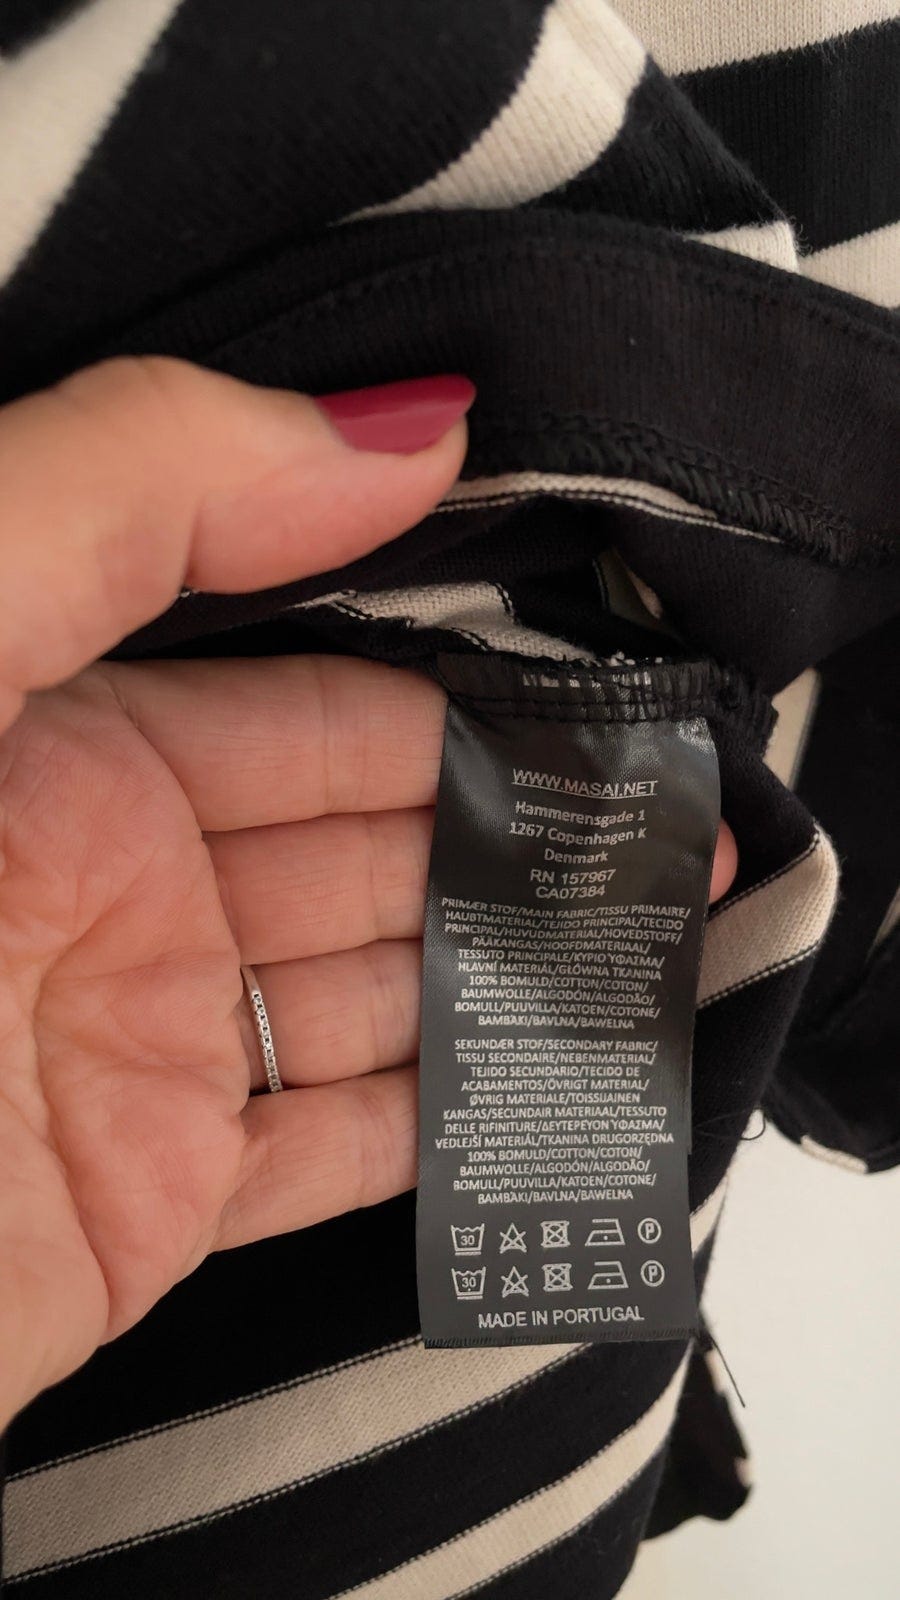 WWW.MASAI.NET
Hammerensgade 1
1267 Copenhagen K
Denmark
RN 157967
CA07384
PRIMÆR STOF/MAIN FABRIC/TISSU PRIMAIRE/
HAUBTMATERIAL/TEJIDO PRINCIPAL/TECIDO
PRINCIPAL/HUVUDMATERIAL/HOVEDSTOFF/
PÄÄKANGAS/HOOFDMATERIAAL/
TESSUTO PRINCIPALE/ΚΥΡΙΟ ΥΦΑΣΜΑ/
HLAVNÍ MATERIÁL/GŁÓWNA TKANINA
100% BOMULD/COTTON/COTON/
BAUMWOLLE/ALGODÓN/ALGODÃO/
BOMULL/PUUVILLA/KATOEN/COTONE/
ΒΑΜΒΆΚΙ/BAVLNA/BAWEŁNA
SEKUNDÆR STOF/SECONDARY FABRIC/
TISSU SECONDAIRE/NEBENMATERIAL/
TEJIDO SECUNDARIO/TECIDO DE
ACABAMENTOS/ÖVRIGT MATERIAL/
ØVRIG MATERIALE/TOISSIJAINEN
KANGAS/SECUNDAIR MATERIAAL/TESSUTO
DELLE RIFINITURE/ΔΕΥΤΕΡΕΥΟΝ ΥΦΑΣΜΑ/
VEDLEJŠÍ MATERIÁL/TKANINA DRUGORZĘDNA
100% BOMULD/COTTON/COTON/
BAUMWOLLE/ALGODÓN/ALGODÃO/
BOMULL/PUUVILLA/KATOEN/COTONE/
ΒΑΜΒΆΚΙ/BAVLNA/BAWEŁNA
30 P
30 P
MADE IN PORTUGAL